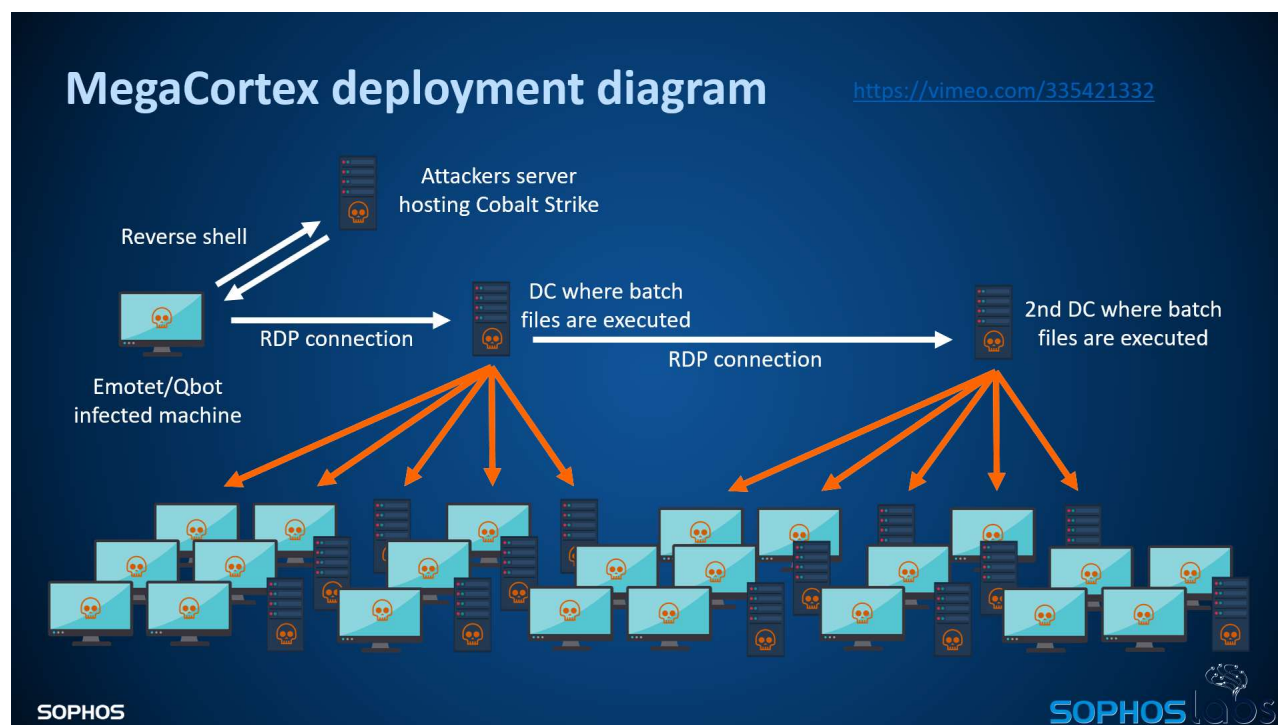 MegaCortex deployment diagram
https://vimeo.com/335421332
Attackers server
hosting Cobalt Strike
Reverse shell
DC where batch
files are executed
2nd DC where batch
files are executed
RDP connection
RDP connection
Emotet/Qbot
infected machine
SOPHOS
SOPHOS labs